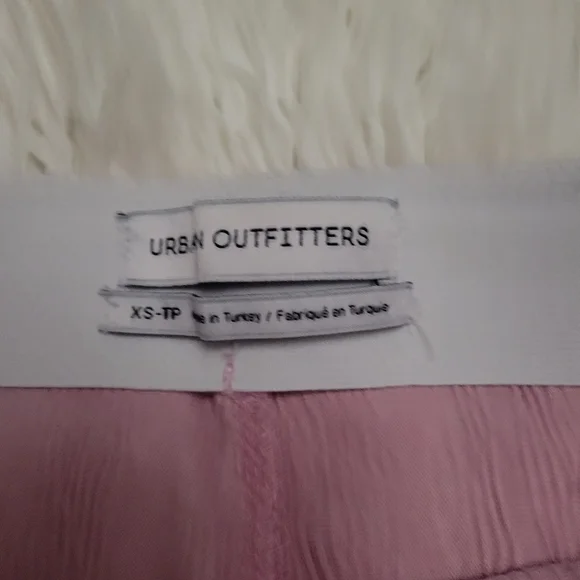 URBAN OUTFITTERS
XS-TP in Turkey / Fabriqué en Turquie